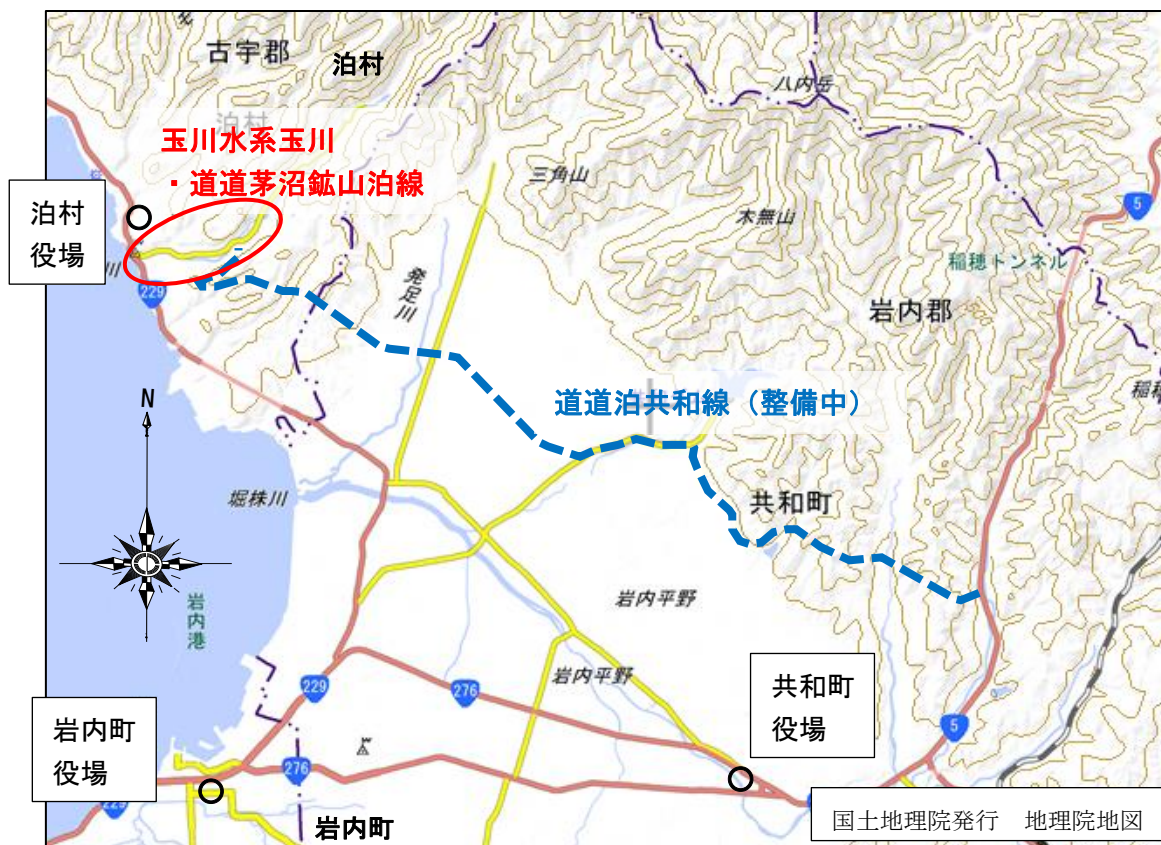 古宇郡
泊村
泊村
八内岳
玉川水系玉川
・道道茅沼鉱山泊線
三角山
5
泊村
役場
木無山
稲穂トンネル
川
229
発足川
岩内郡
道道泊共和線（整備中）
N
堀株川
共和町
岩内港
岩内平野
岩内平野
229
276
共和町
役場
5
岩内町
役場
276
229
岩内町
国土地理院発行　地理院地図